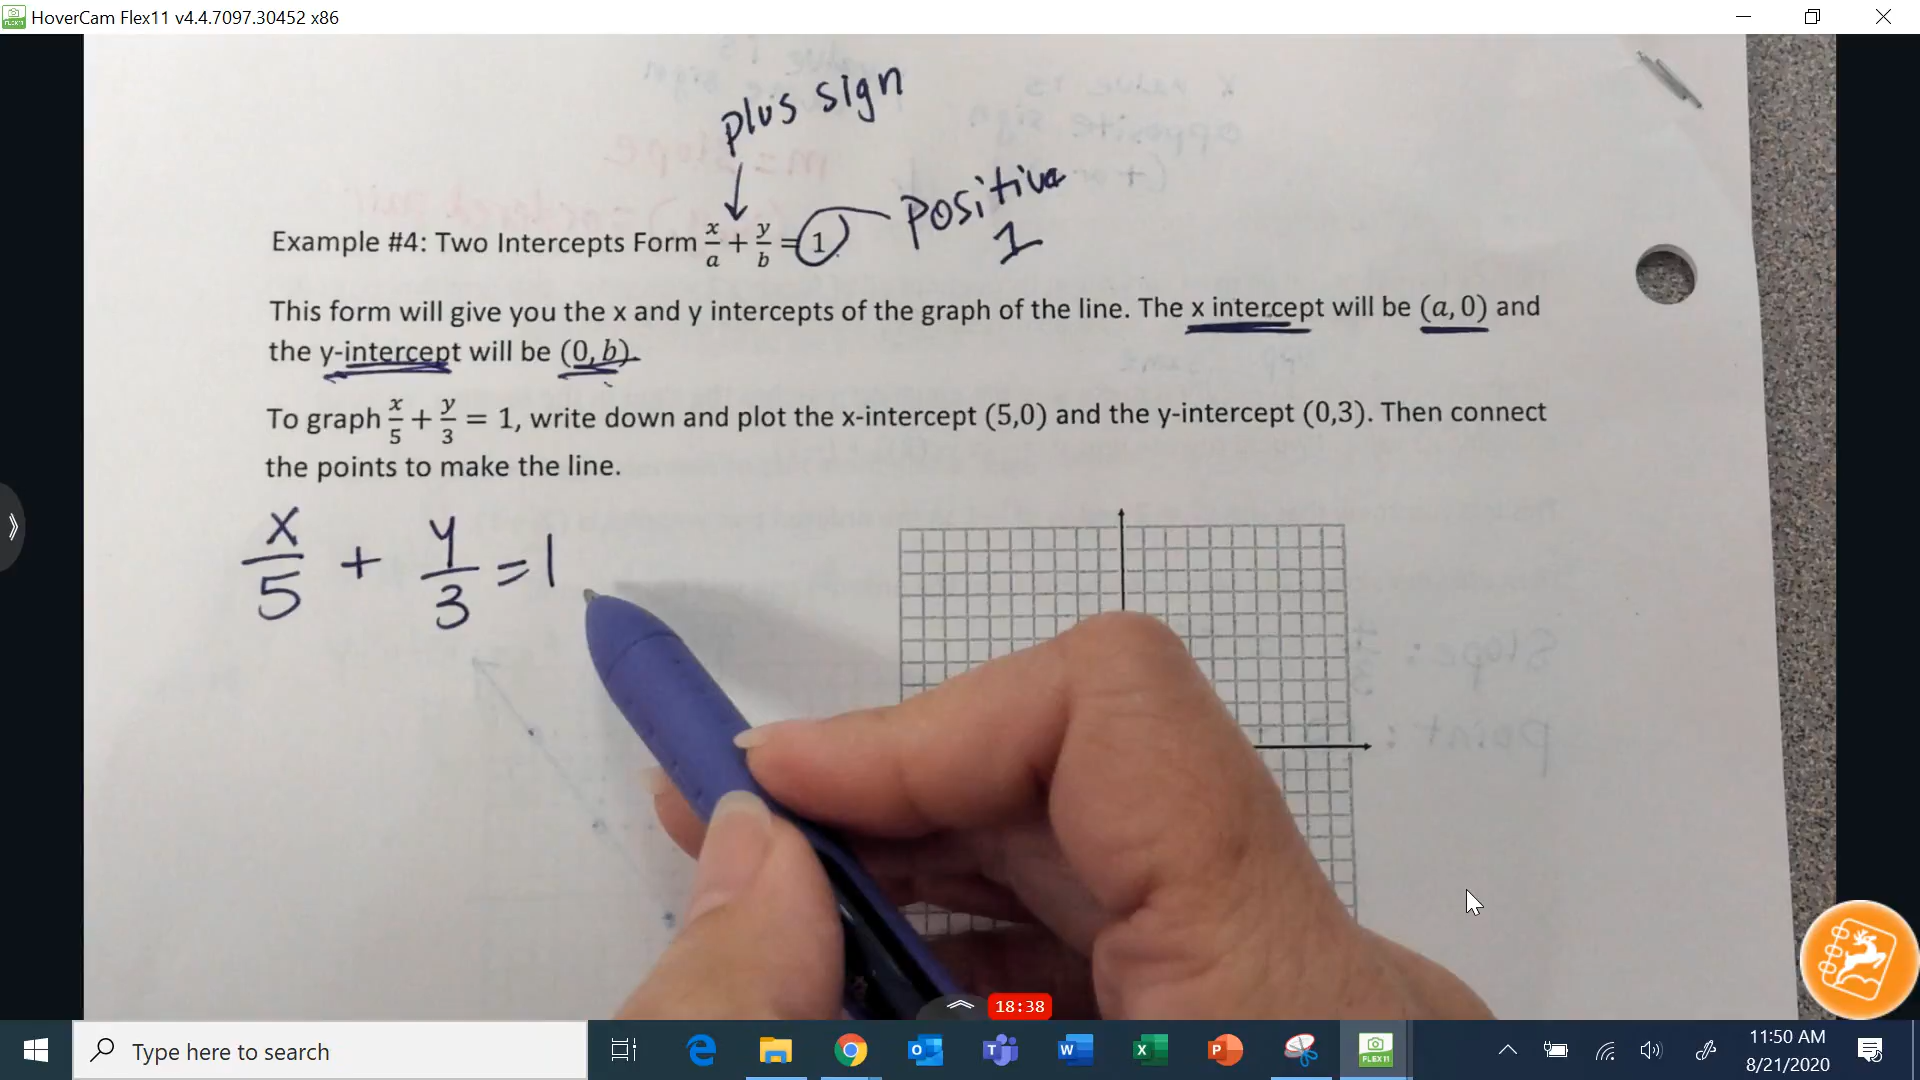 HoverCam Flex11 v4.4.7097.30452 x86
plus sign
positive
1
Example #4: Two Intercepts Form x/a + y/b = 1
This form will give you the x and y intercepts of the graph of the line. The x intercept will be (a, 0) and
the y-intercept will be (0, b).
To graph x/5 + y/3 = 1, write down and plot the x-intercept (5,0) and the y-intercept (0,3). Then connect
the points to make the line.
x/5 + y/3 = 1
18:38
Type here to search
11:50 AM
8/21/2020
FLEX11